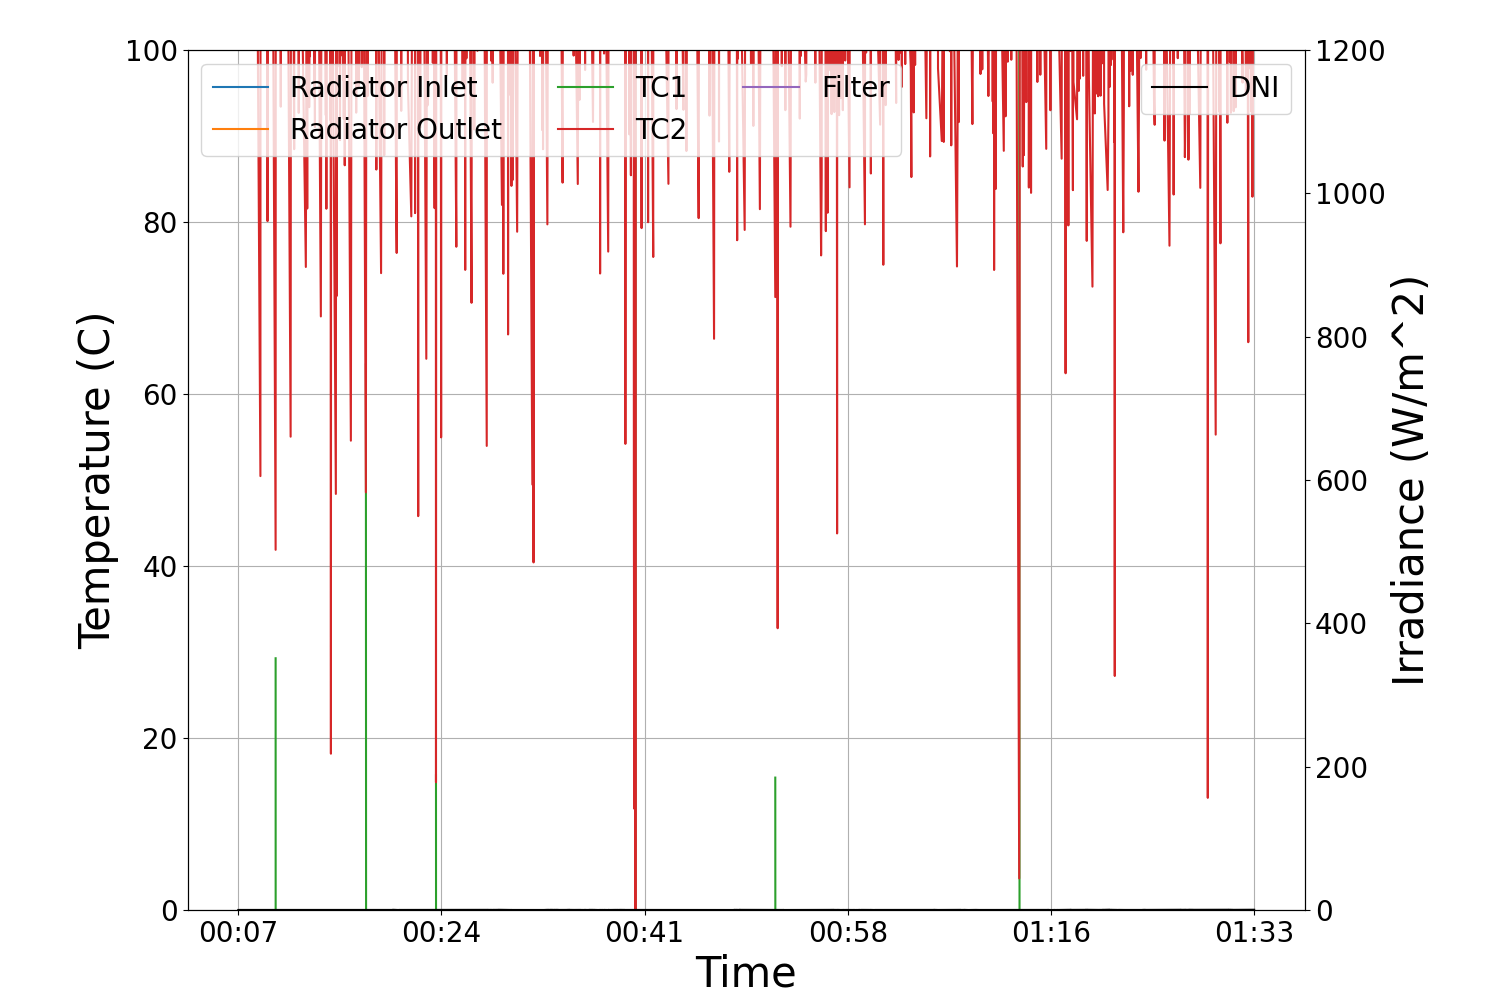 100
80
60
40
20
0
Temperature (C)
Radiator Inlet
Radiator Outlet
TC1
TC2
Filter
DNI
1200
1000
800
600
400
200
0
Irradiance (W/m^2)
00:07 00:24 00:41 00:58 01:16 01:33
Time